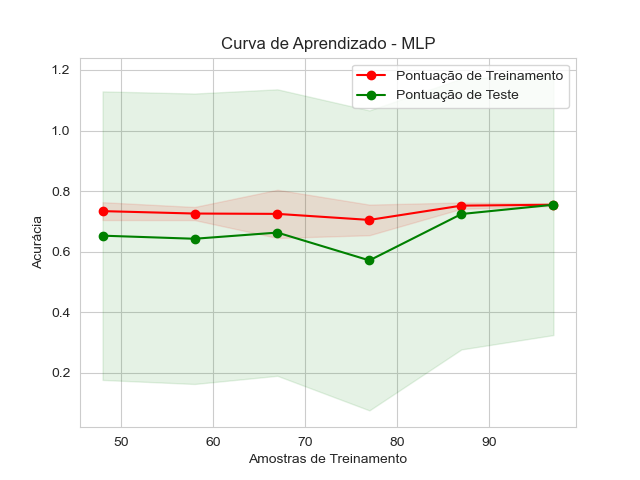 Curva de Aprendizado - MLP
Pontuação de Treinamento
Pontuação de Teste
1.2
1.0
0.8
0.6
0.4
0.2
Acurácia
50
60
70
80
90
Amostras de Treinamento